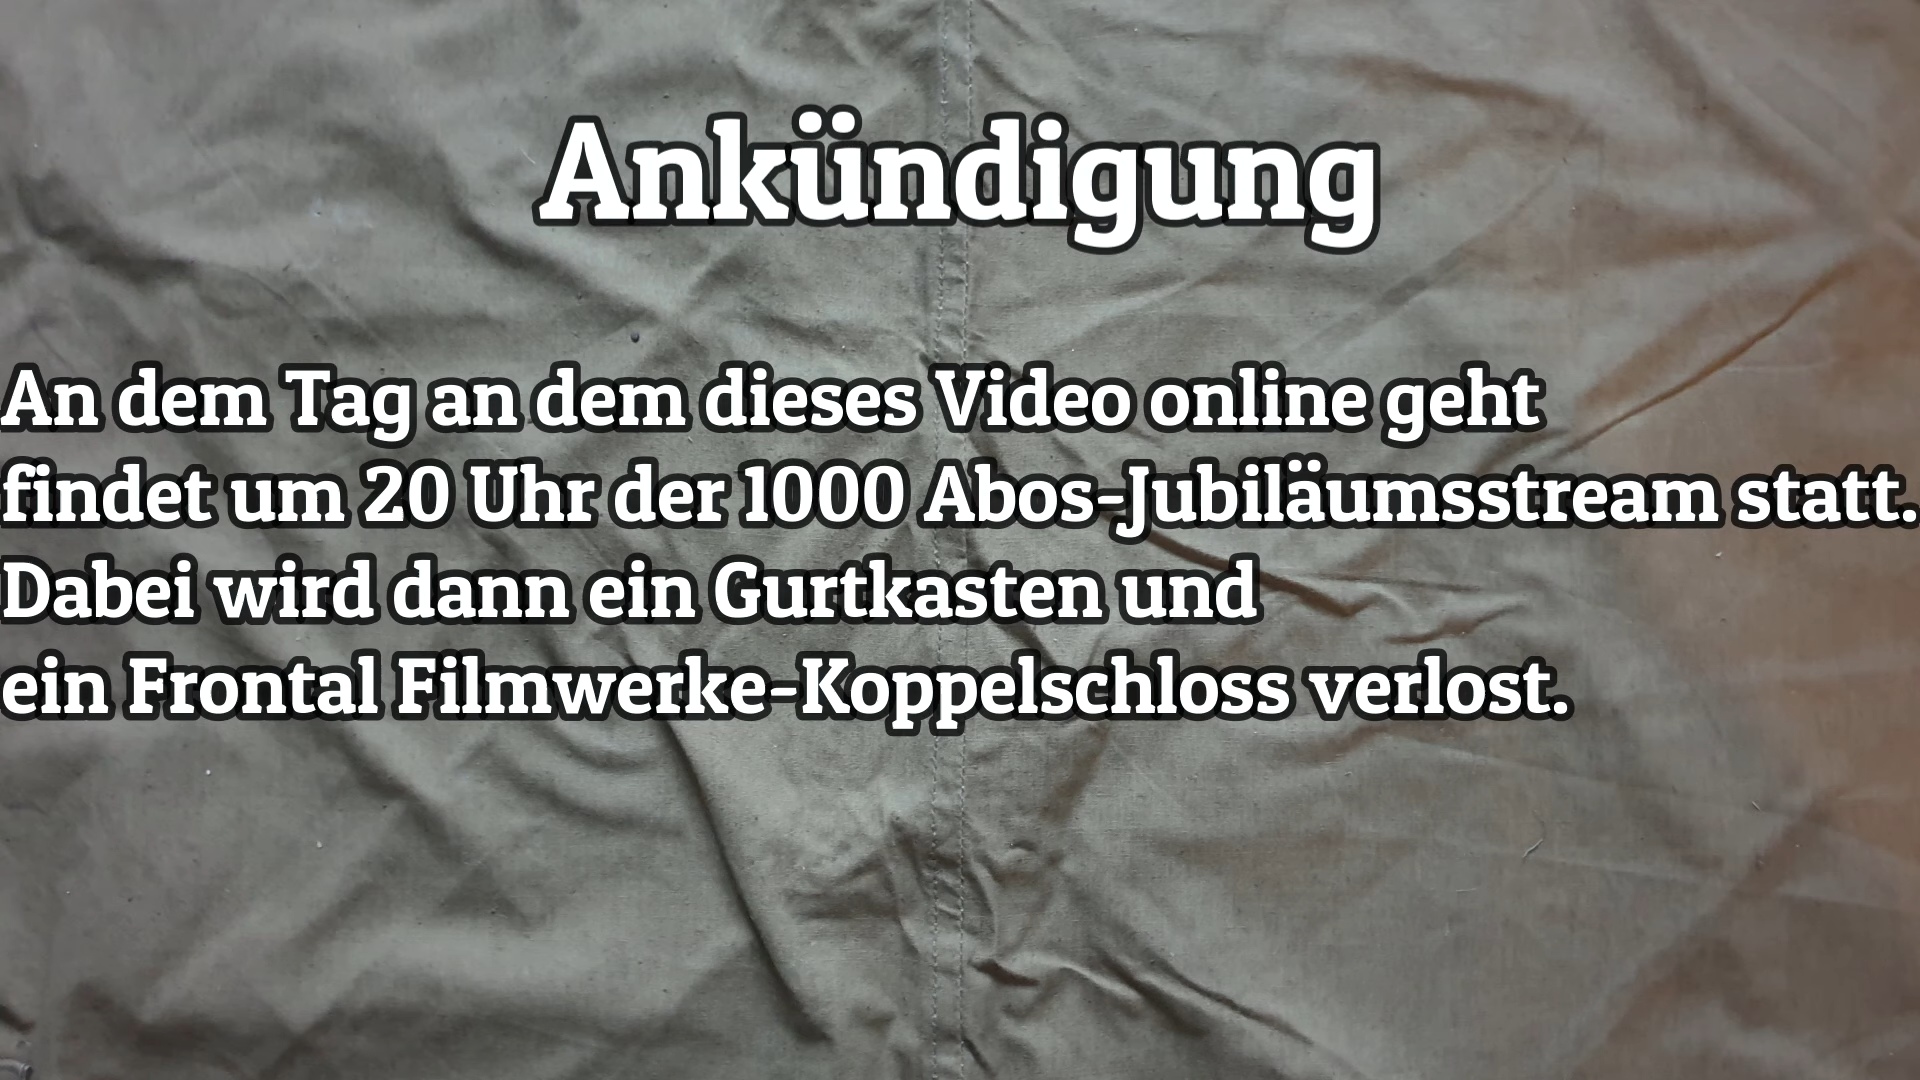 Ankündigung
An dem Tag an dem dieses Video online geht
findet um 20 Uhr der 1000 Abos-Jubiläumsstream statt.
Dabei wird dann ein Gurtkasten und
ein Frontal Filmwerke-Koppelschloss verlost.